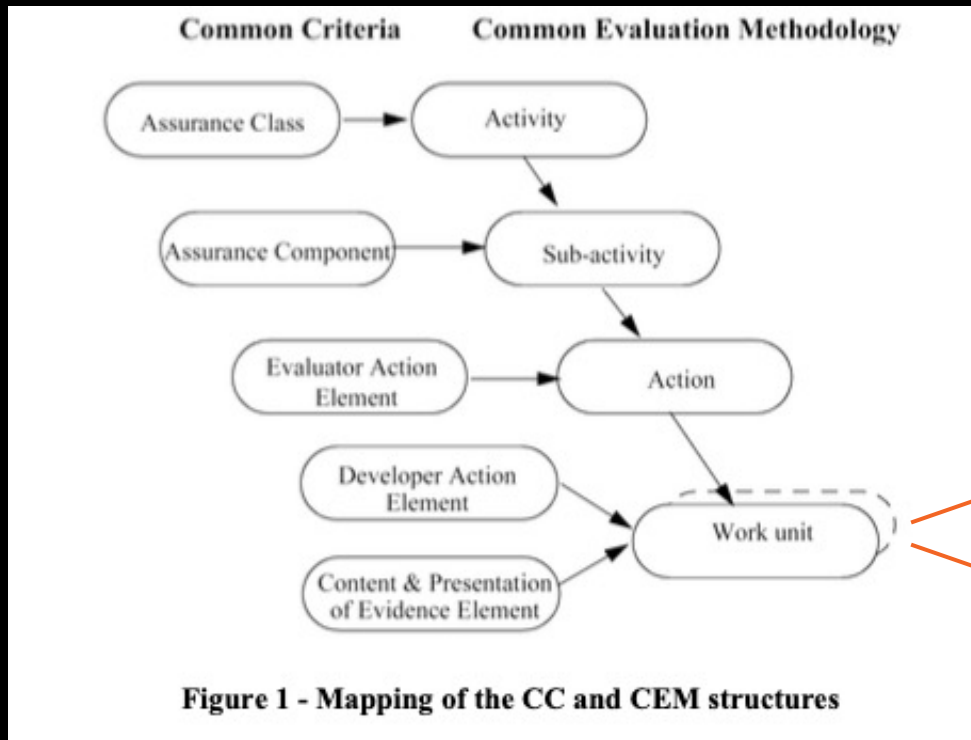 Common Criteria
Common Evaluation Methodology
Assurance Class
Activity
Assurance Component
Sub-activity
Evaluator Action
Element
Action
Developer Action
Element
Work unit
Content & Presentation
of Evidence Element
Figure 1 - Mapping of the CC and CEM structures